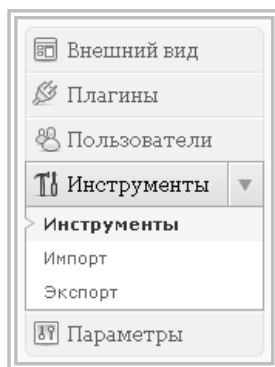 Внешний вид
Плагины
Пользователи
Инструменты
Инструменты
Импорт
Экспорт
Параметры